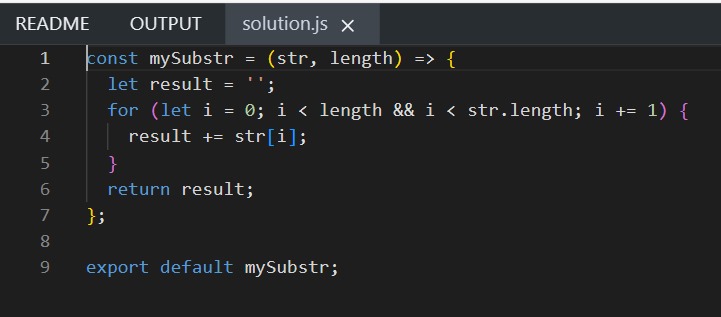 README OUTPUT solution.js ×
1 const mySubstr = (str, length) => {
2   let result = '';
3   for (let i = 0; i < length && i < str.length; i += 1) {
4     result += str[i];
5   }
6   return result;
7 };
8
9 export default mySubstr;